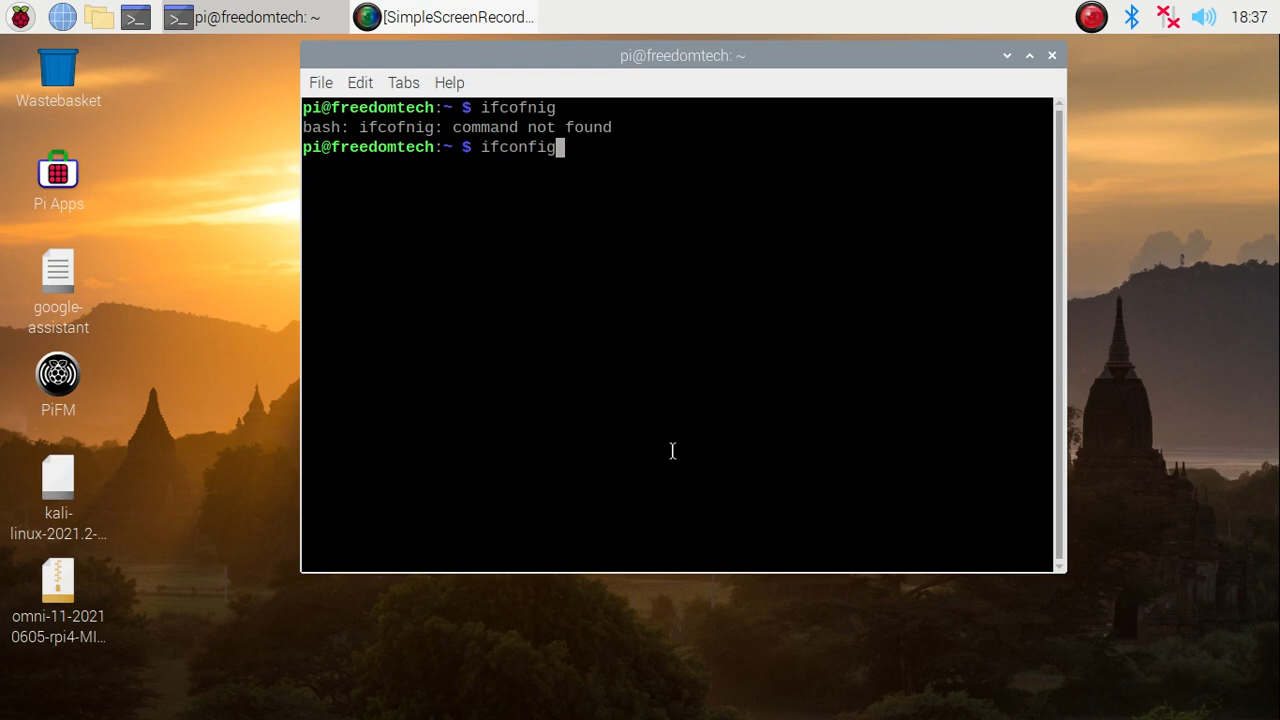 pi@freedomtech: ~
[SimpleScreenRecord...
18:37
Wastebasket
Pi Apps
google-
assistant
PiFM
kali-
linux-2021.2-...
omni-11-2021
0605-rpi4-MI...
pi@freedomtech: ~
File Edit Tabs Help
pi@freedomtech:~ $ ifcofnig
bash: ifcofnig: command not found
pi@freedomtech:~ $ ifconfig